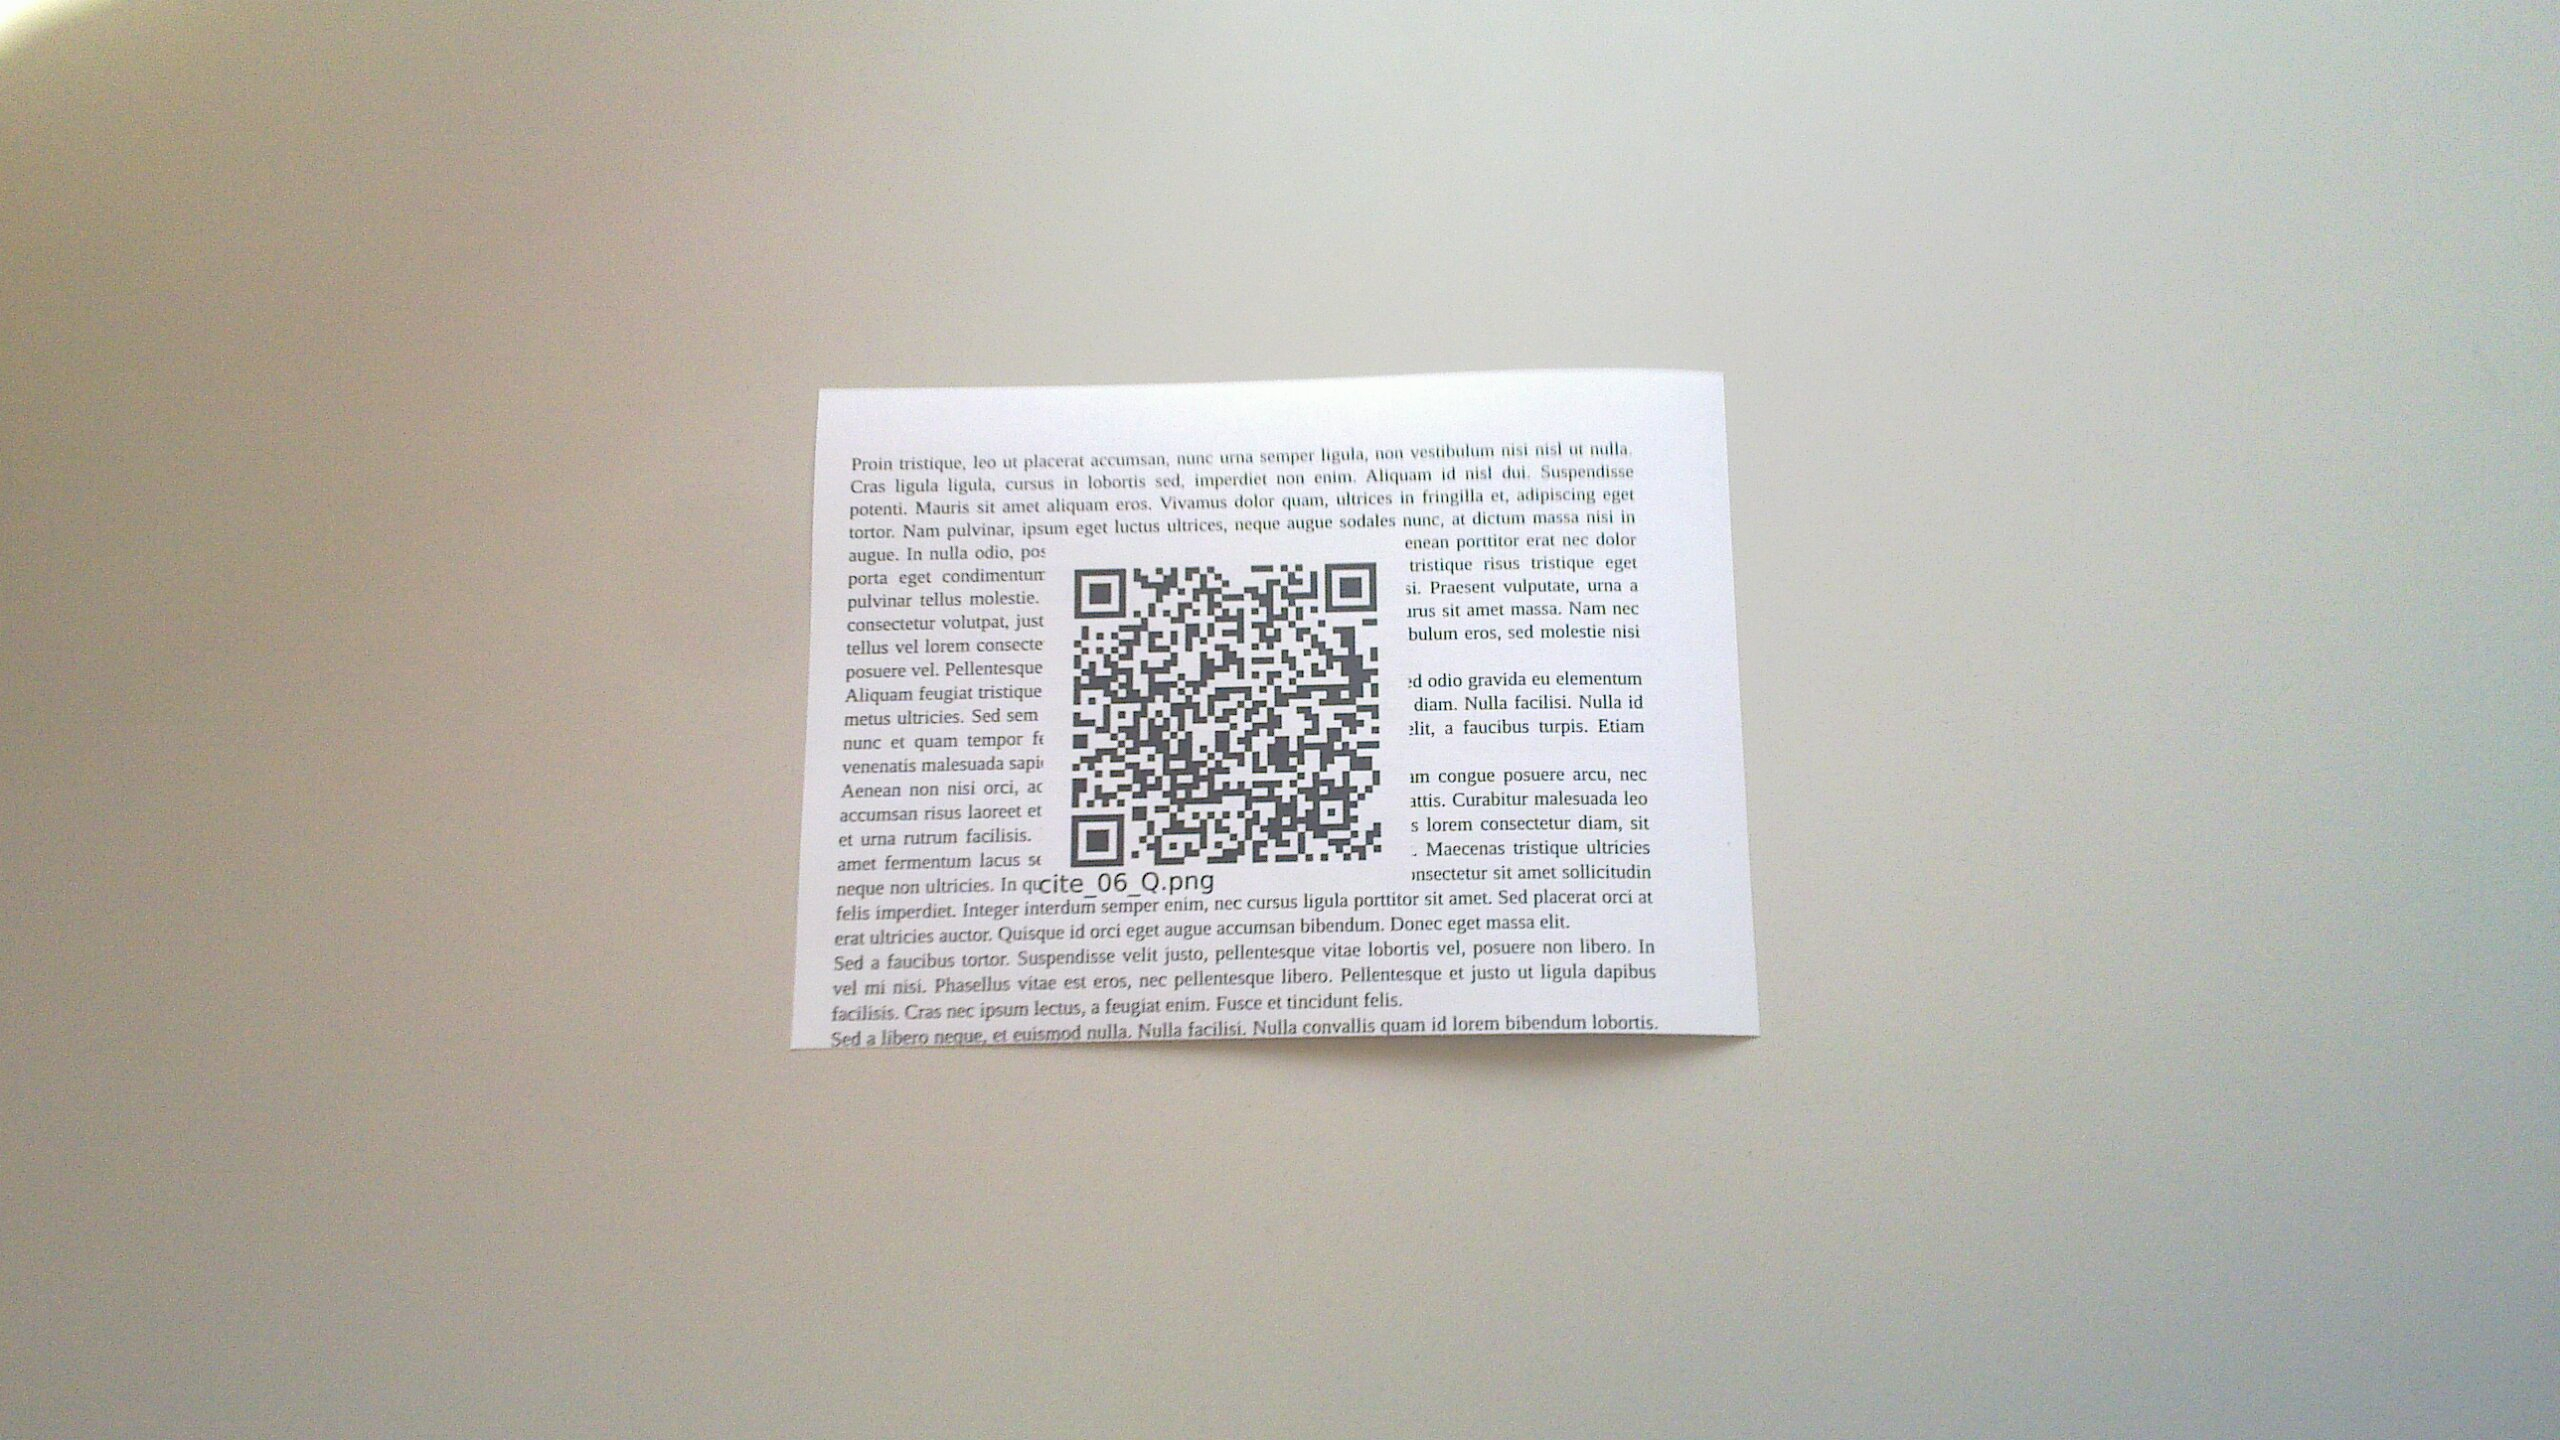 Proin tristique, leo ut placerat accumsan, nunc urna semper ligula, non vestibulum nisi nisl ut nulla.
Cras ligula ligula, cursus in lobortis sed, imperdiet non enim. Aliquam id nisl dui. Suspendisse
potenti. Mauris sit amet aliquam eros. Vivamus dolor quam, ultrices in fringilla et, adipiscing eget
tortor. Nam pulvinar, ipsum eget luctus ultrices, neque augue sodales nunc, at dictum massa nisi in
augue. In nulla odio, pos enean porttitor erat nec dolor
porta eget condimentum tristique risus tristique eget
pulvinar tellus molestie. si. Praesent vulputate, urna a
consectetur volutpat, just urus sit amet massa. Nam nec
tellus vel lorem consecte bulum eros, sed molestie nisi
posuere vel. Pellentesque
Aliquam feugiat tristique ed odio gravida eu elementum
metus ultricies. Sed sem diam. Nulla facilisi. Nulla id
nunc et quam tempor fe elit, a faucibus turpis. Etiam
venenatis malesuada sapi
Aenean non nisi orci, ac um congue posuere arcu, nec
accumsan risus laoreet et attis. Curabitur malesuada leo
et urna rutrum facilisis. s lorem consectetur diam, sit
amet fermentum lacus se . Maecenas tristique ultricies
neque non ultricies. In qu onsectetur sit amet sollicitudin
cite_06_Q.png
felis imperdiet. Integer interdum semper enim, nec cursus ligula porttitor sit amet. Sed placerat orci at
erat ultricies auctor. Quisque id orci eget augue accumsan bibendum. Donec eget massa elit.
Sed a faucibus tortor. Suspendisse velit justo, pellentesque vitae lobortis vel, posuere non libero. In
vel mi nisi. Phasellus vitae est eros, nec pellentesque libero. Pellentesque et justo ut ligula dapibus
facilisis. Cras nec ipsum lectus, a feugiat enim. Fusce et tincidunt felis.
Sed a libero neque, et euismod nulla. Nulla facilisi. Nulla convallis quam id lorem bibendum lobortis.